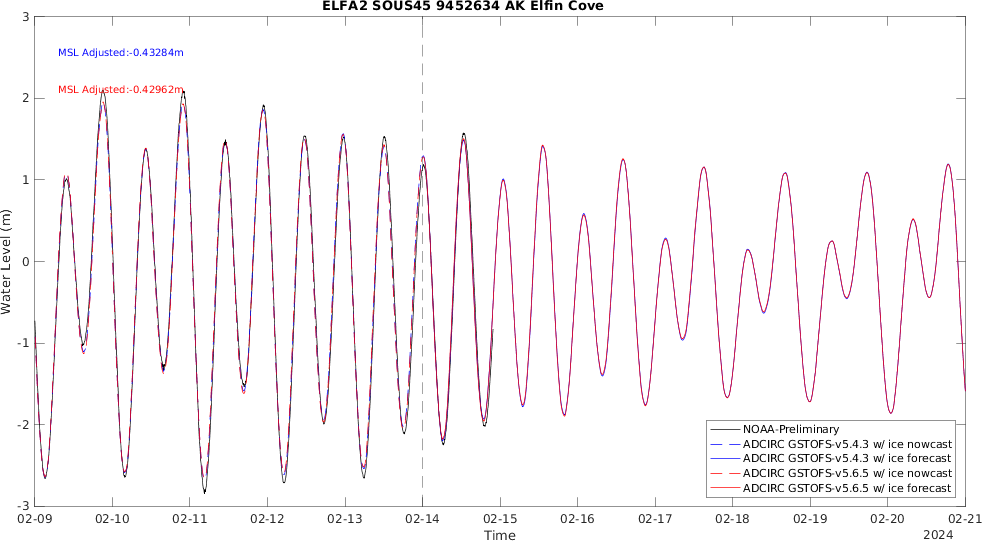 ELFA2 SOUS45 9452634 AK Elfin Cove
MSL Adjusted:-0.43284m
MSL Adjusted:-0.42962m
Water Level (m)
3
2
1
0
-1
-2
-3
02-09
02-10
02-11
02-12
02-13
02-14
02-15
02-16
02-17
02-18
02-19
02-20
02-21
Time
2024
NOAA-Preliminary
ADCIRC GSTOFS-v5.4.3 w/ ice nowcast
ADCIRC GSTOFS-v5.4.3 w/ ice forecast
ADCIRC GSTOFS-v5.6.5 w/ ice nowcast
ADCIRC GSTOFS-v5.6.5 w/ ice forecast